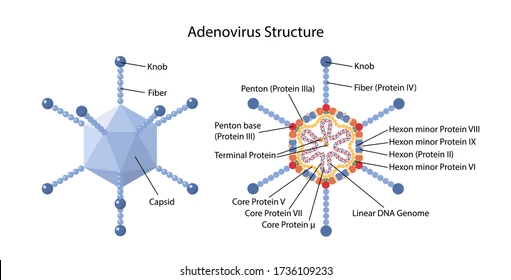 Adenovirus Structure
Knob
Fiber
Capsid
Knob
Fiber (Protein IV)
Penton (Protein IIIa)
Penton base
(Protein III)
Terminal Protein
Hexon minor Protein VIII
Hexon minor Protein IX
Hexon (Protein II)
Hexon minor Protein VI
Core Protein V
Core Protein VII
Core Protein µ
Linear DNA Genome
shutterstock.com · 1736109233